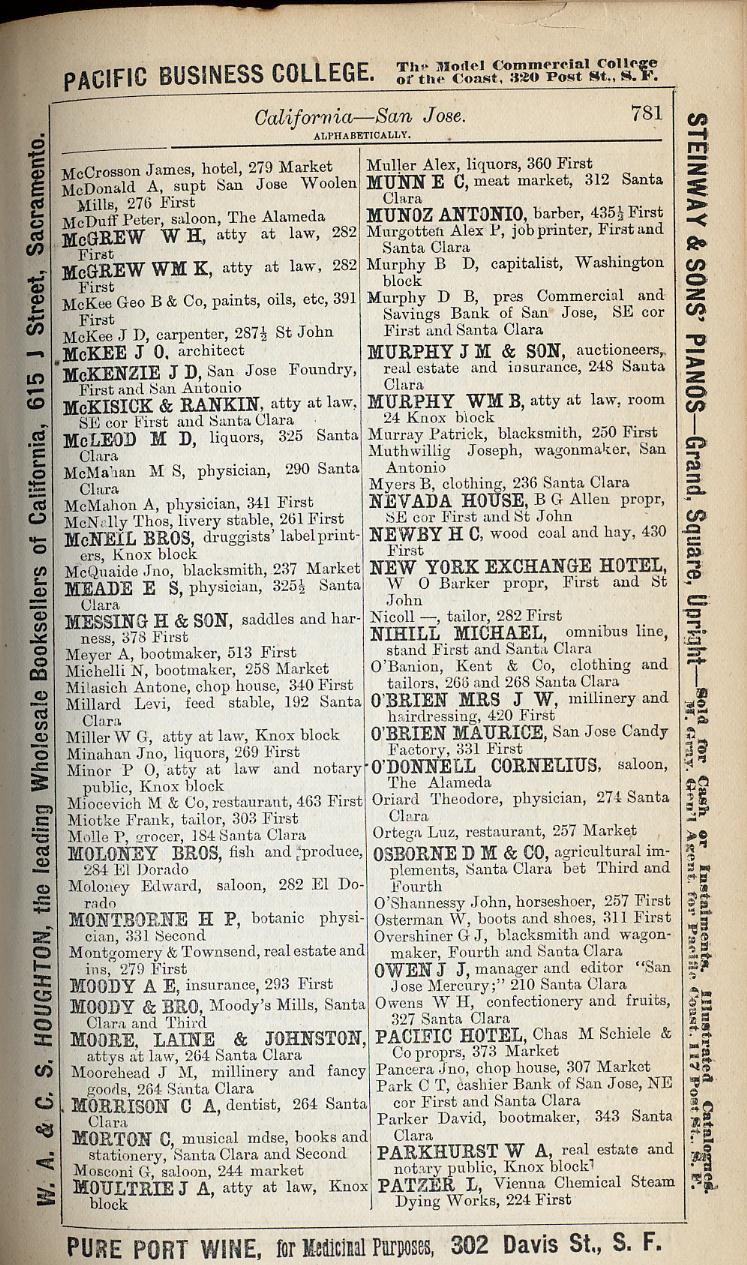 PACIFIC BUSINESS COLLEGE. The Model Commercial College
of the Coast, 320 Post St., S. F.
California—San Jose. 781
ALPHABETICALLY.
McCrosson James, hotel, 279 Market
McDonald A, supt San Jose Woolen
Mills, 276 First
McDuff Peter, saloon, The Alameda
McGREW W H, atty at law, 282
First
McGREW WM K, atty at law, 282
First
McKee Geo B & Co, paints, oils, etc, 391
First
McKee J D, carpenter, 287½ St John
McKEE J O, architect
McKENZIE J D, San Jose Foundry,
First and San Antonio
McKISICK & RANKIN, atty at law,
SE cor First and Santa Clara
McLEOD M D, liquors, 325 Santa
Clara
McMahan M S, physician, 290 Santa
Clara
McMahon A, physician, 341 First
McNally Thos, livery stable, 261 First
McNEIL BROS, druggists' label print-
ers, Knox block
McQuaide Jno, blacksmith, 237 Market
MEADE E S, physician, 325½ Santa
Clara
MESSING H & SON, saddles and har-
ness, 378 First
Meyer A, bootmaker, 513 First
Michelli N, bootmaker, 258 Market
Milasich Antone, chop house, 340 First
Millard Levi, feed stable, 192 Santa
Clara
Miller W G, atty at law, Knox block
Minahan Jno, liquors, 269 First
Minor P O, atty at law and notary
public, Knox block
Miocevich M & Co, restaurant, 463 First
Miotke Frank, tailor, 303 First
Molle P, grocer, 184 Santa Clara
MOLONEY BROS, fish and produce,
284 El Dorado
Moloney Edward, saloon, 282 El Do-
rado
MONTBORNE H P, botanic physi-
cian, 331 Second
Montgomery & Townsend, real estate and
ins, 279 First
MOODY A E, insurance, 293 First
MOODY & BRO, Moody's Mills, Santa
Clara and Third
MOORE, LAINE & JOHNSTON,
attys at law, 264 Santa Clara
Moorehead J M, millinery and fancy
goods, 264 Santa Clara
MORRISON C A, dentist, 264 Santa
Clara
MORTON C, musical mdse, books and
stationery, Santa Clara and Second
Mosconi G, saloon, 244 market
MOULTRIE J A, atty at law, Knox
block
Muller Alex, liquors, 360 First
MUNN E C, meat market, 312 Santa
Clara
MUNOZ ANTONIO, barber, 435½ First
Murgotten Alex P, job printer, First and
Santa Clara
Murphy B D, capitalist, Washington
block
Murphy D B, pres Commercial and
Savings Bank of San Jose, SE cor
First and Santa Clara
MURPHY J M & SON, auctioneers,
real estate and insurance, 248 Santa
Clara
MURPHY WM B, atty at law, room
24 Knox block
Murray Patrick, blacksmith, 250 First
Muthwillig Joseph, wagonmaker, San
Antonio
Myers B, clothing, 236 Santa Clara
NEVADA HOUSE, B G Allen propr,
SE cor First and St John
NEWBY H C, wood coal and hay, 430
First
NEW YORK EXCHANGE HOTEL,
W O Barker propr, First and St
John
Nicoll —, tailor, 282 First
NIHILL MICHAEL, omnibus line,
stand First and Santa Clara
O'Banion, Kent & Co, clothing and
tailors, 266 and 268 Santa Clara
O'BRIEN MRS J W, millinery and
hairdressing, 420 First
O'BRIEN MAURICE, San Jose Candy
Factory, 331 First
O'DONNELL CORNELIUS, saloon,
The Alameda
Oriard Theodore, physician, 274 Santa
Clara
Ortega Luz, restaurant, 257 Market
OSBORNE D M & CO, agricultural im-
plements, Santa Clara bet Third and
Fourth
O'Shannessy John, horseshoer, 257 First
Osterman W, boots and shoes, 311 First
Overshiner G J, blacksmith and wagon-
maker, Fourth and Santa Clara
OWEN J J, manager and editor "San
Jose Mercury;" 210 Santa Clara
Owens W H, confectionery and fruits,
327 Santa Clara
PACIFIC HOTEL, Chas M Schiele &
Co proprs, 373 Market
Pancera Jno, chop house, 307 Market
Park C T, cashier Bank of San Jose, NE
cor First and Santa Clara
Parker David, bootmaker, 343 Santa
Clara
PARKHURST W A, real estate and
notary public, Knox block
PATZER L, Vienna Chemical Steam
Dying Works, 224 First
W. A. & C. S. HOUGHTON, the leading Wholesale Booksellers of California, 615 J Street, Sacramento.
STEINWAY & SONS' PIANOS—Grand, Square, Upright—Sold for Cash or Instalments. Illustrated Catalogues.
M. Gray, Gen'l Agent for Pacific Coast, 117 Post St., S. F.
PURE PORT WINE, for Medicinal Purposes, 302 Davis St., S. F.